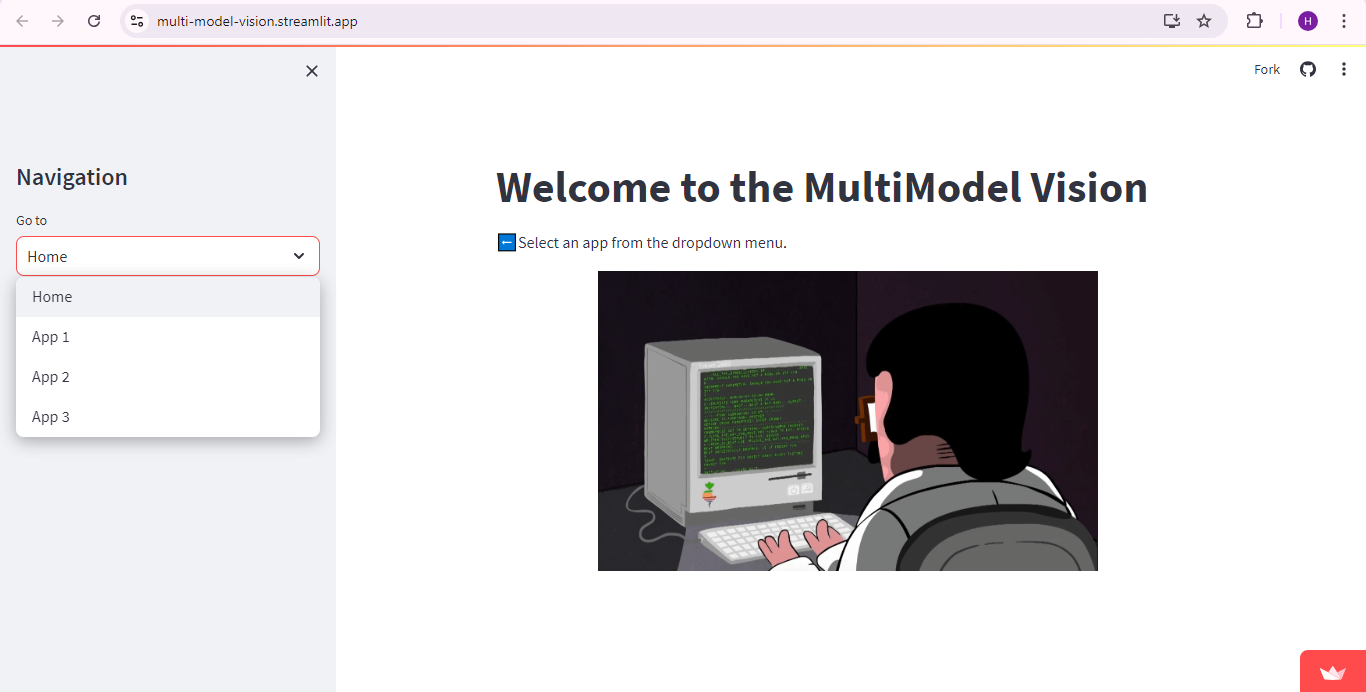 multi-model-vision.streamlit.app
H
Fork
Navigation
Go to
Home
Home
App 1
App 2
App 3
Welcome to the MultiModel Vision
⬅️Select an app from the dropdown menu.